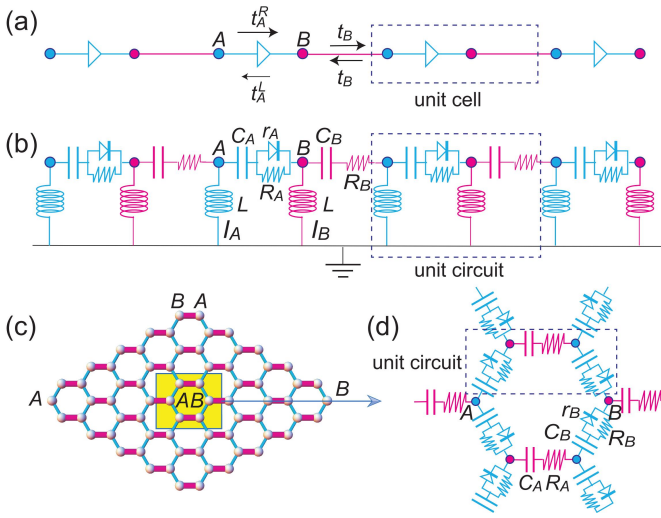 (a)
t_A^R
A
B
t_B
t_A^L
t_B
unit cell
(b)
A
C_A
r_A
B
C_B
R_A
R_B
L
L
I_A
I_B
unit circuit
(c)
B A
A
AB
B
(d)
unit circuit
A
r_B
B
C_B
R_B
C_A R_A